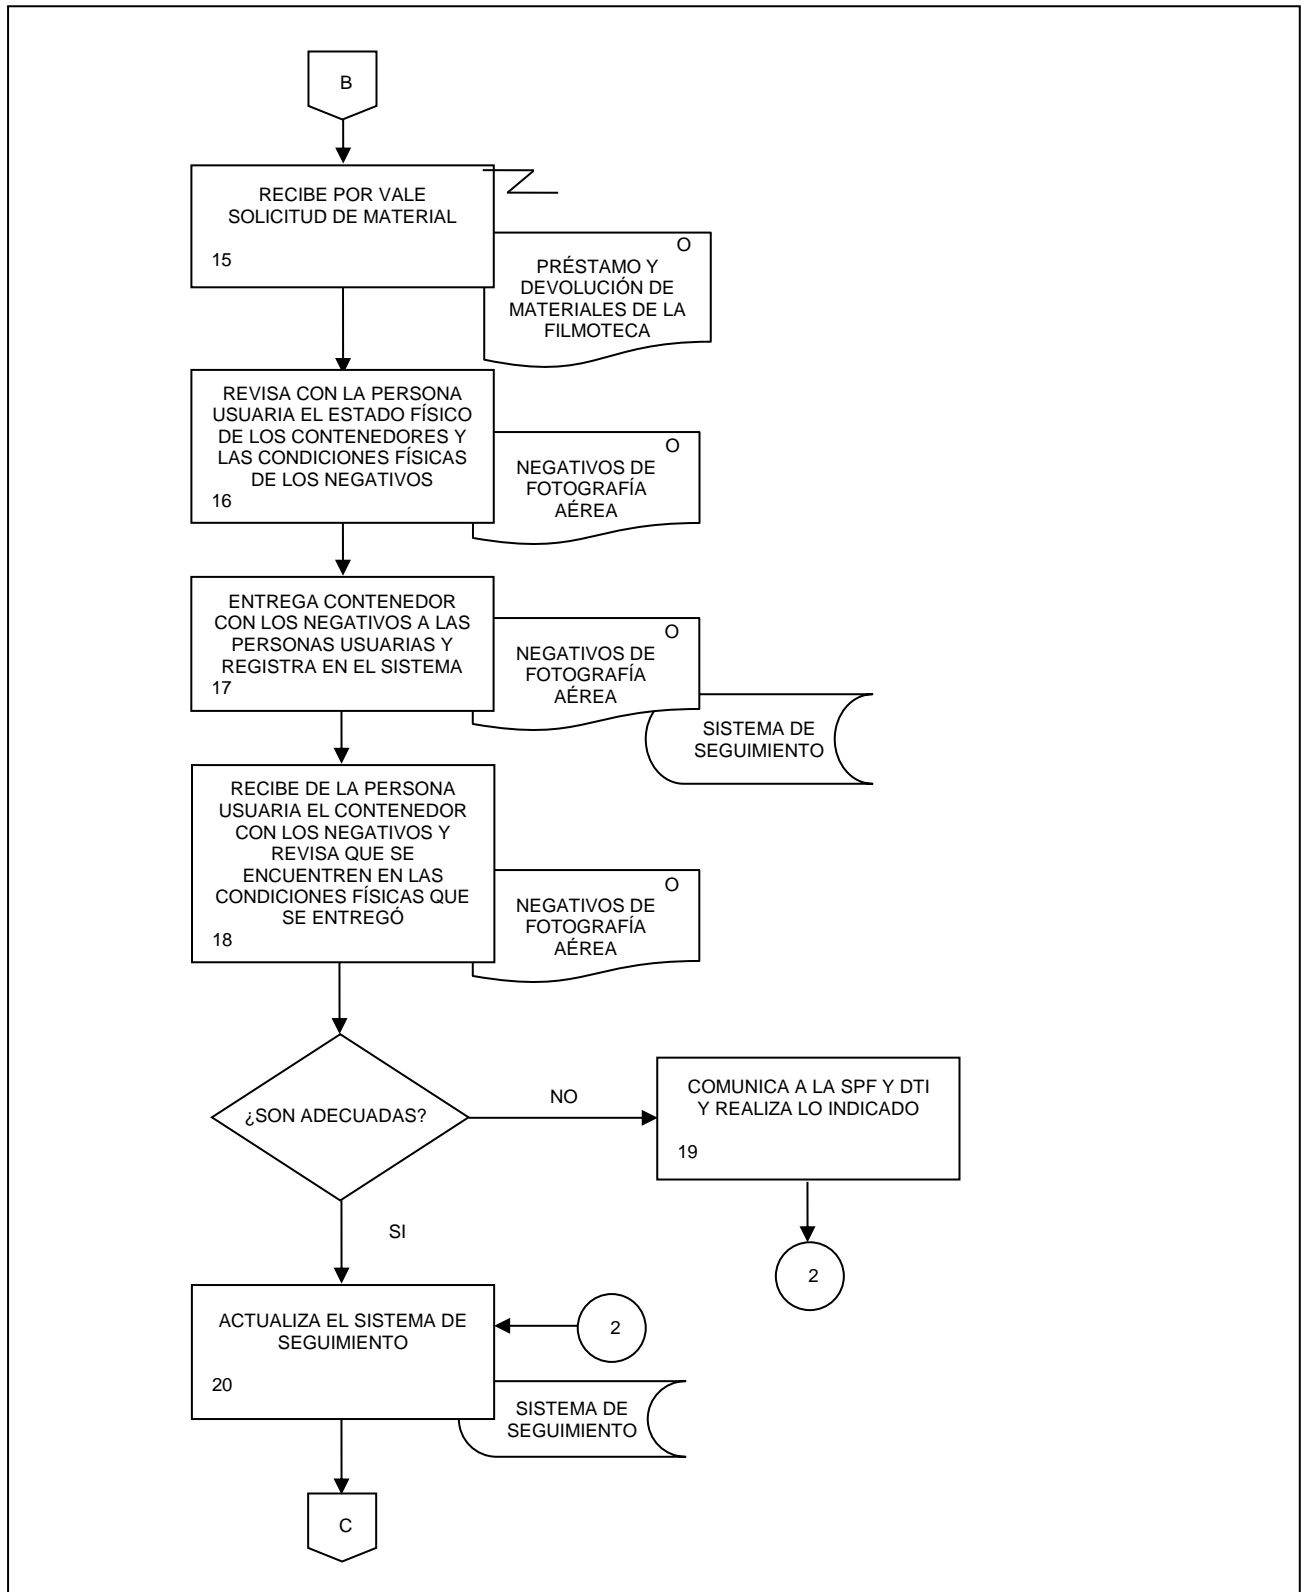 B
RECIBE POR VALE
SOLICITUD DE MATERIAL
15
O
PRÉSTAMO Y
DEVOLUCIÓN DE
MATERIALES DE LA
FILMOTECA
REVISA CON LA PERSONA
USUARIA EL ESTADO FÍSICO
DE LOS CONTENEDORES Y
LAS CONDICIONES FÍSICAS
DE LOS NEGATIVOS
16
O
NEGATIVOS DE
FOTOGRAFÍA
AÉREA
ENTREGA CONTENEDOR
CON LOS NEGATIVOS A LAS
PERSONAS USUARIAS Y
REGISTRA EN EL SISTEMA
17
O
NEGATIVOS DE
FOTOGRAFÍA
AÉREA
SISTEMA DE
SEGUIMIENTO
RECIBE DE LA PERSONA
USUARIA EL CONTENEDOR
CON LOS NEGATIVOS Y
REVISA QUE SE
ENCUENTREN EN LAS
CONDICIONES FÍSICAS QUE
SE ENTREGÓ
18
O
NEGATIVOS DE
FOTOGRAFÍA
AÉREA
¿SON ADECUADAS?
NO
COMUNICA A LA SPF Y DTI
Y REALIZA LO INDICADO
19
2
SI
ACTUALIZA EL SISTEMA DE
SEGUIMIENTO
20
2
SISTEMA DE
SEGUIMIENTO
C